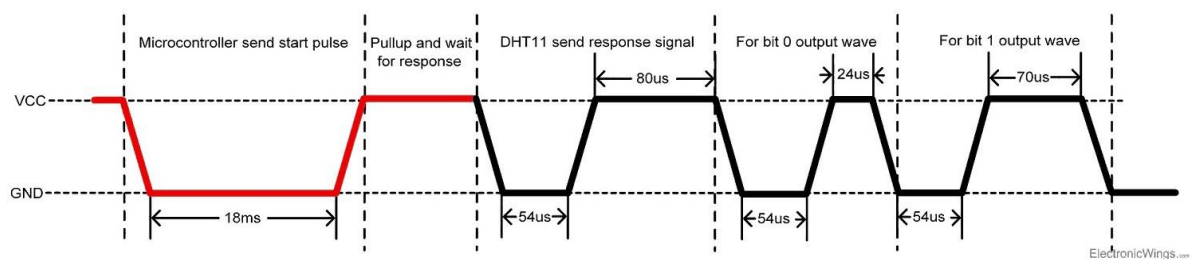 Microcontroller send start pulse
Pullup and wait
for response
DHT11 send response signal
For bit 0 output wave
For bit 1 output wave
80us
24us
70us
VCC
GND
18ms
54us
54us
54us
ElectronicWings.com